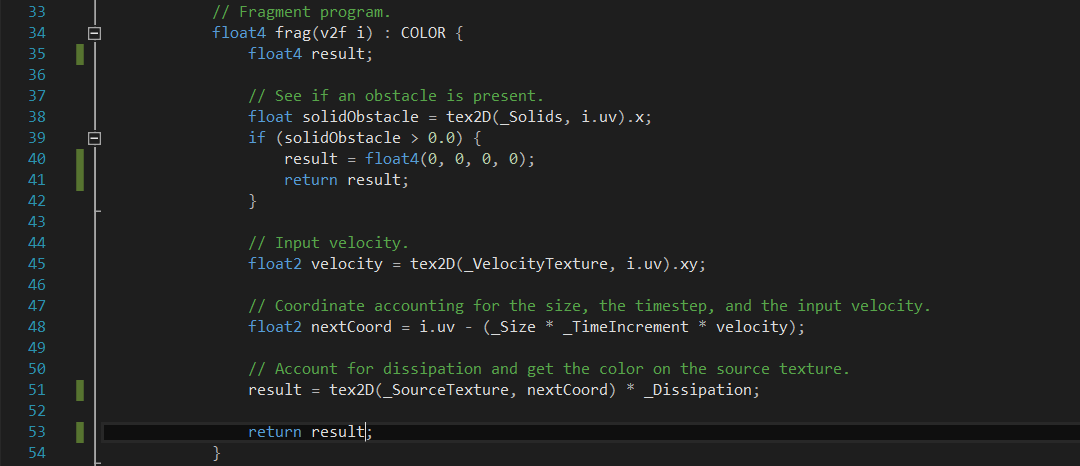 33 // Fragment program.
34 float4 frag(v2f i) : COLOR {
35 float4 result;
36
37 // See if an obstacle is present.
38 float solidObstacle = tex2D(_Solids, i.uv).x;
39 if (solidObstacle > 0.0) {
40 result = float4(0, 0, 0, 0);
41 return result;
42 }
43
44 // Input velocity.
45 float2 velocity = tex2D(_VelocityTexture, i.uv).xy;
46
47 // Coordinate accounting for the size, the timestep, and the input velocity.
48 float2 nextCoord = i.uv - (_Size * _TimeIncrement * velocity);
49
50 // Account for dissipation and get the color on the source texture.
51 result = tex2D(_SourceTexture, nextCoord) * _Dissipation;
52
53 return result;
54 }